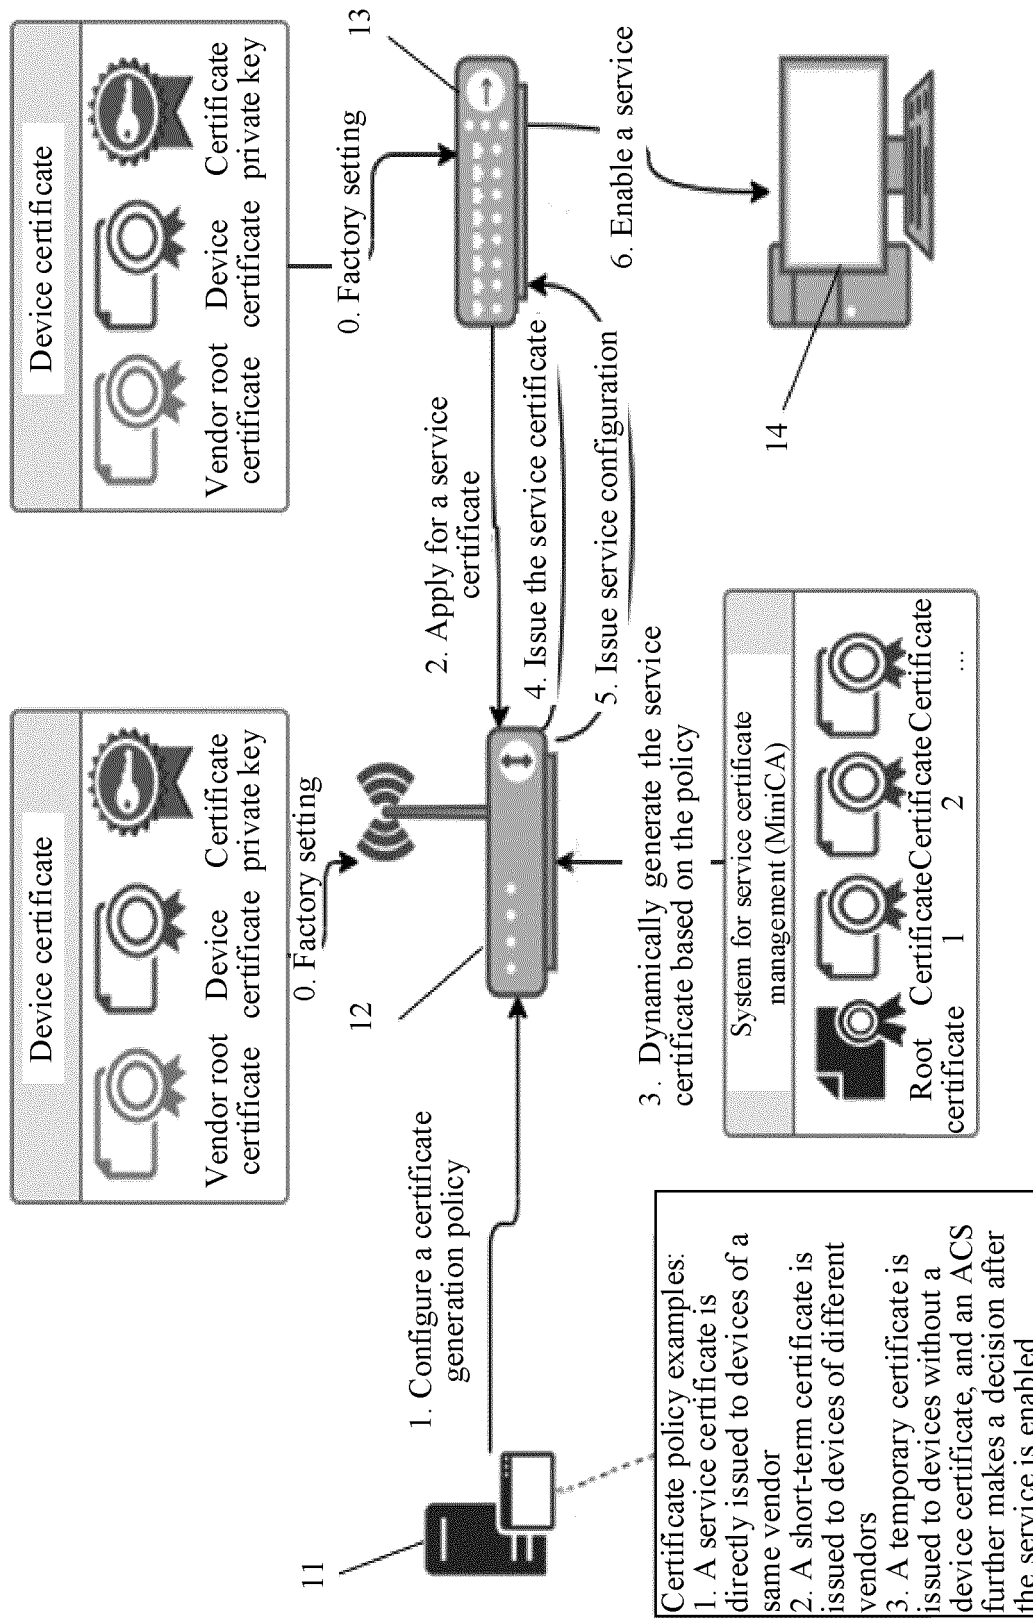 Device certificate
Vendor root
certificate
Device
certificate
Certificate
private key
0. Factory setting
Device certificate
Vendor root
certificate
Device
certificate
Certificate
private key
0. Factory setting
11
12
13
14
1. Configure a certificate
generation policy
2. Apply for a service
certificate
3. Dynamically generate the service
certificate based on the policy
4. Issue the service certificate
5. Issue service configuration
6. Enable a service
System for service certificate
management (MiniCA)
Root
certificate
Certificate
1
Certificate
2
Certificate
...
Certificate policy examples:
1. A service certificate is
directly issued to devices of a
same vendor
2. A short-term certificate is
issued to devices of different
vendors
3. A temporary certificate is
issued to devices without a
device certificate, and an ACS
further makes a decision after
the service is enabled